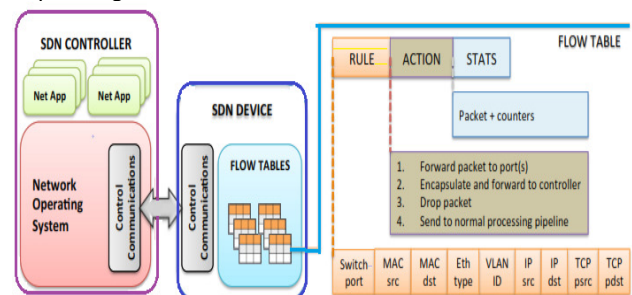 SDN CONTROLLER
Net App
Net App
Network
Operating
System
Control
Communications
SDN DEVICE
Control
Communications
FLOW TABLES
FLOW TABLE
RULE ACTION STATS
Packet + counters
1. Forward packet to port(s)
2. Encapsulate and forward to controller
3. Drop packet
4. Send to normal processing pipeline
Switch MAC MAC Eth VLAN IP IP TCP TCP
port src dst type ID src dst psrc pdst